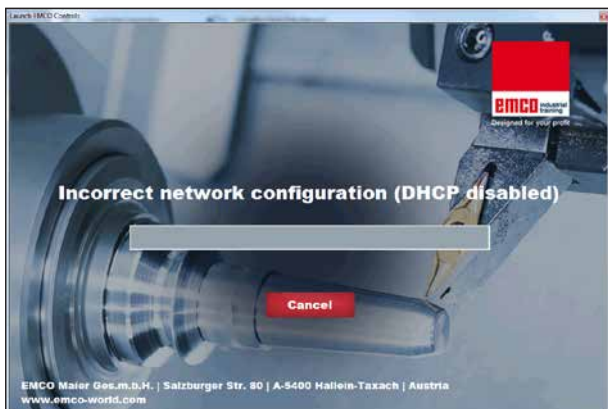 Launch EMCO Controls
emco industrial training
Designed for your profit
Incorrect network configuration (DHCP disabled)
Cancel
EMCO Maier Ges.m.b.H. | Salzburger Str. 80 | A-5400 Hallein-Taxach | Austria
www.emco-world.com